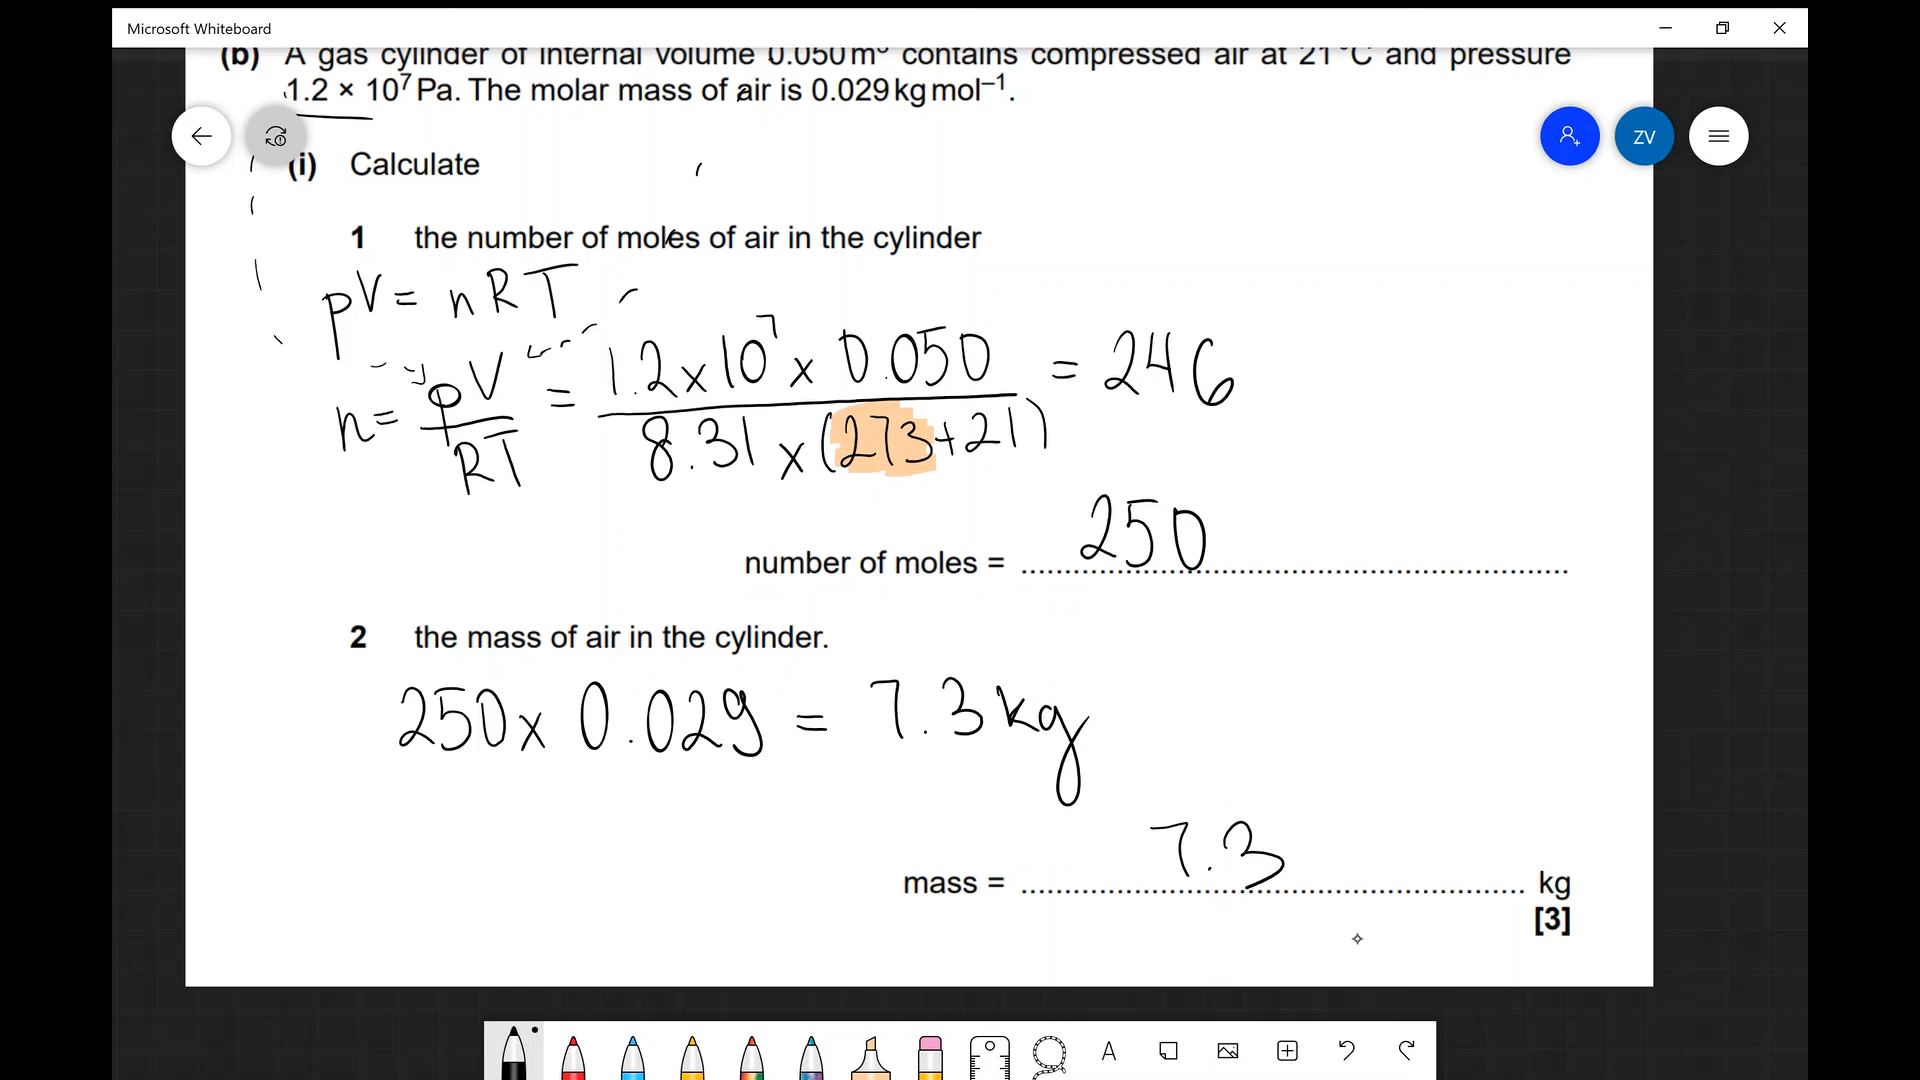 Microsoft Whiteboard
(b) A gas cylinder of internal volume 0.050 m³ contains compressed air at 21 °C and pressure
1.2 × 10⁷ Pa. The molar mass of air is 0.029 kg mol⁻¹.
ZV
(i) Calculate
1 the number of moles of air in the cylinder
pV = nRT
n = pV/RT = 1.2 × 10⁷ × 0.050 / 8.31 × (273 + 21) = 246
250
number of moles = ........................................................
2 the mass of air in the cylinder.
250 × 0.029 = 7.3 kg
7.3
mass = .................................................... kg
[3]
A